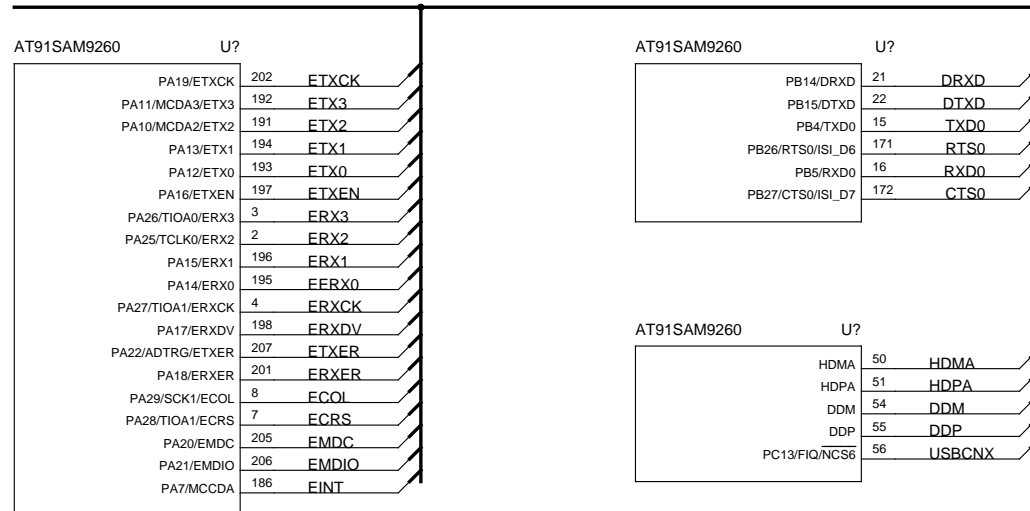 AT91SAM9260 U?
PA19/ETXCK 202 ETXCK
PA11/MCDA3/ETX3 192 ETX3
PA10/MCDA2/ETX2 191 ETX2
PA13/ETX1 194 ETX1
PA12/ETX0 193 ETX0
PA16/ETXEN 197 ETXEN
PA26/TIOA0/ERX3 3 ERX3
PA25/TCLK0/ERX2 2 ERX2
PA15/ERX1 196 ERX1
PA14/ERX0 195 EERX0
PA27/TIOA1/ERXCK 4 ERXCK
PA17/ERXDV 198 ERXDV
PA22/ADTRG/ETXER 207 ETXER
PA18/ERXER 201 ERXER
PA29/SCK1/ECOL 8 ECOL
PA28/TIOA1/ECRS 7 ECRS
PA20/EMDC 205 EMDC
PA21/EMDIO 206 EMDIO
PA7/MCCDA 186 EINT
AT91SAM9260 U?
PB14/DRXD 21 DRXD
PB15/DTXD 22 DTXD
PB4/TXD0 15 TXD0
PB26/RTS0/ISI_D6 171 RTS0
PB5/RXD0 16 RXD0
PB27/CTS0/ISI_D7 172 CTS0
AT91SAM9260 U?
HDMA 50 HDMA
HDPA 51 HDPA
DDM 54 DDM
DDP 55 DDP
PC13/FIQ/NCS6 56 USBCNX